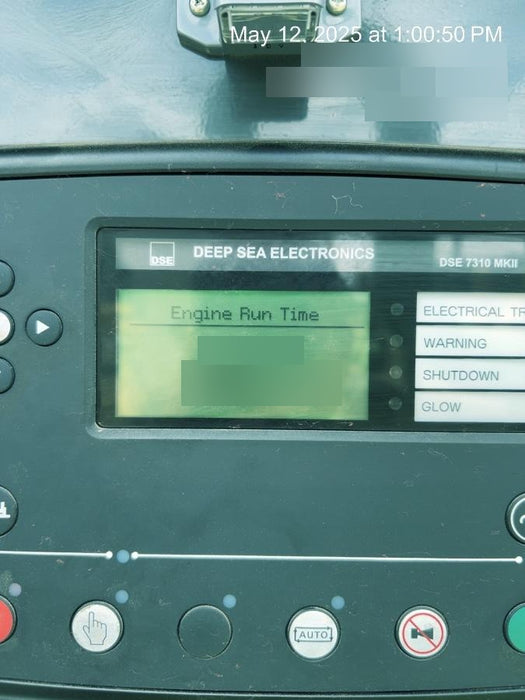 May 12, 2025 at 1:00:50 PM
DEEP SEA ELECTRONICS
DSE
DSE 7310 MKII
Engine Run Time
ELECTRICAL TR
WARNING
SHUTDOWN
GLOW
AUTO